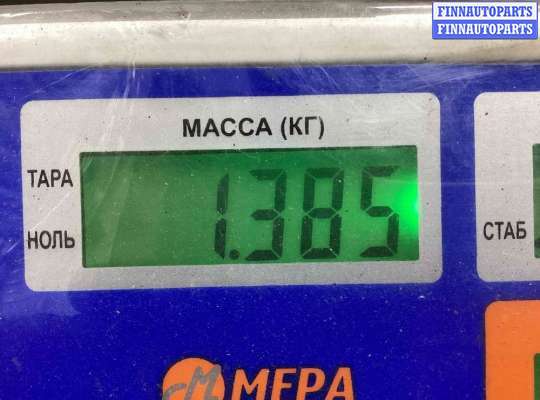 FINNAUTOPARTS
FINNAUTOPARTS
МАССА (КГ)
ТАРА
1.385
НОЛЬ
СТАБ
МЕРА